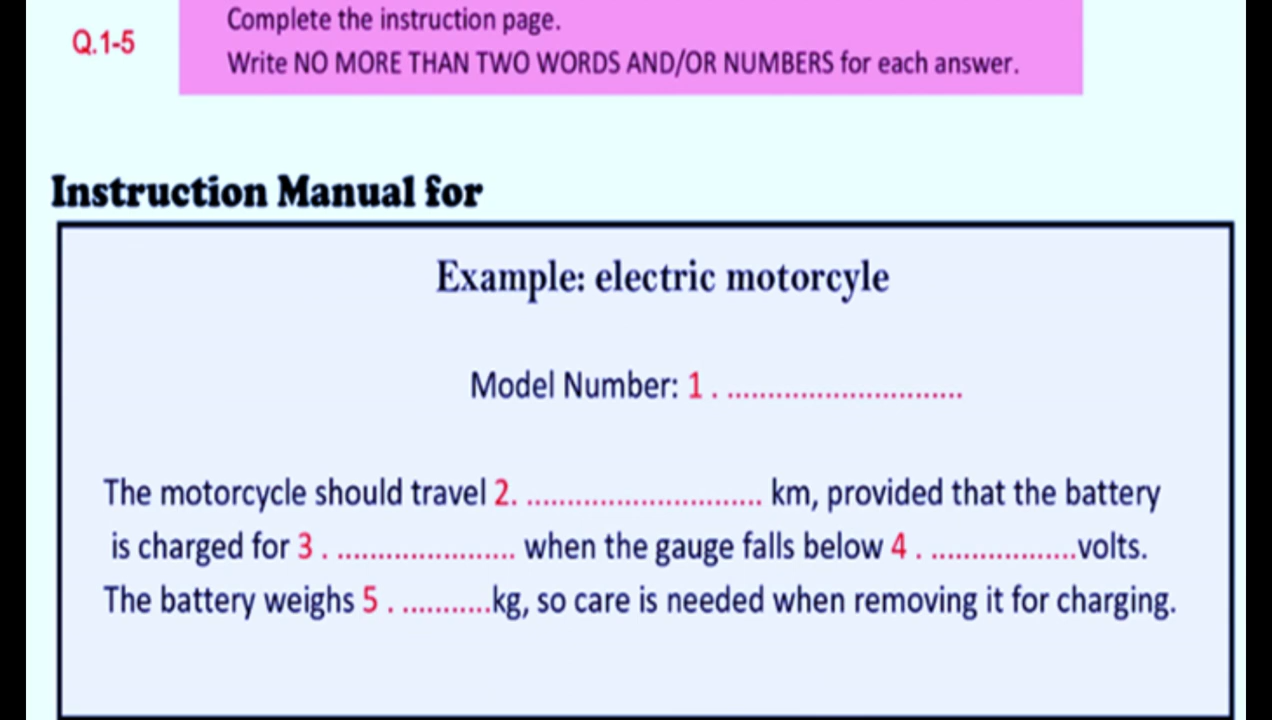 Q.1-5
Complete the instruction page.
Write NO MORE THAN TWO WORDS AND/OR NUMBERS for each answer.
Instruction Manual for
Example: electric motorcyle
Model Number: 1 . .............................
The motorcycle should travel 2. ............................. km, provided that the battery
is charged for 3 . ...................... when the gauge falls below 4 . ..................volts.
The battery weighs 5 . ...........kg, so care is needed when removing it for charging.